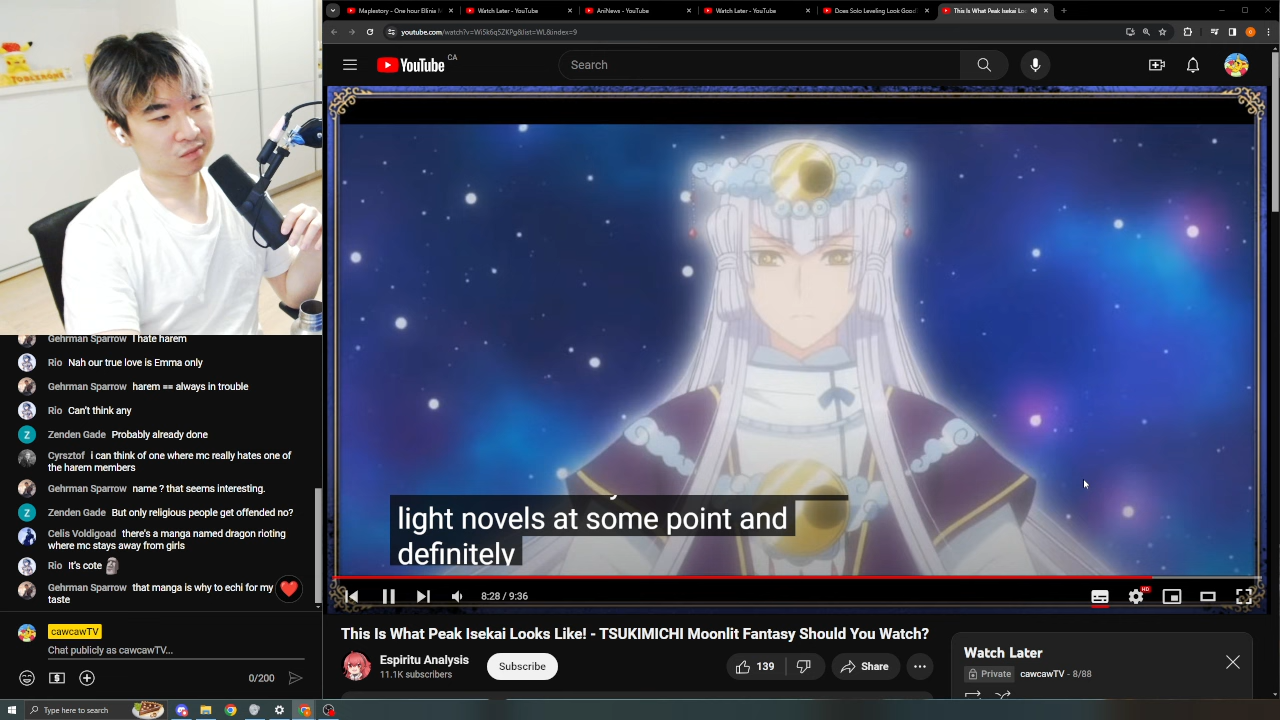 Maplestory - One hour Ellinia N
Watch Later - YouTube
AniNews - YouTube
Watch Later - YouTube
Does Solo Leveling Look Good
This Is What Peak Isekai Lo
youtube.com/watch?v=Wi5k6q5ZKPg&list=WL&index=9
YouTube CA
Search
light novels at some point and
definitely
8:28 / 9:36
HD
This Is What Peak Isekai Looks Like! - TSUKIMICHI Moonlit Fantasy Should You Watch?
Espiritu Analysis
11.1K subscribers
Subscribe
139
Share
Watch Later
Private cawcawTV - 8/88
Gehrman Sparrow I hate harem
Rio Nah our true love is Emma only
Gehrman Sparrow harem == always in trouble
Rio Can't think any
Z Zenden Gade Probably already done
Cyrsztof i can think of one where mc really hates one
of the harem members
Gehrman Sparrow name ? that seems interesting.
Z Zenden Gade But only religious people get offended no?
Celis Voldigoad there's a manga named dragon rioting
where mc stays away from girls
Rio It's cote
Gehrman Sparrow that manga is why to echi for my
taste
cawcawTV
Chat publicly as cawcawTV...
0/200
Type here to search